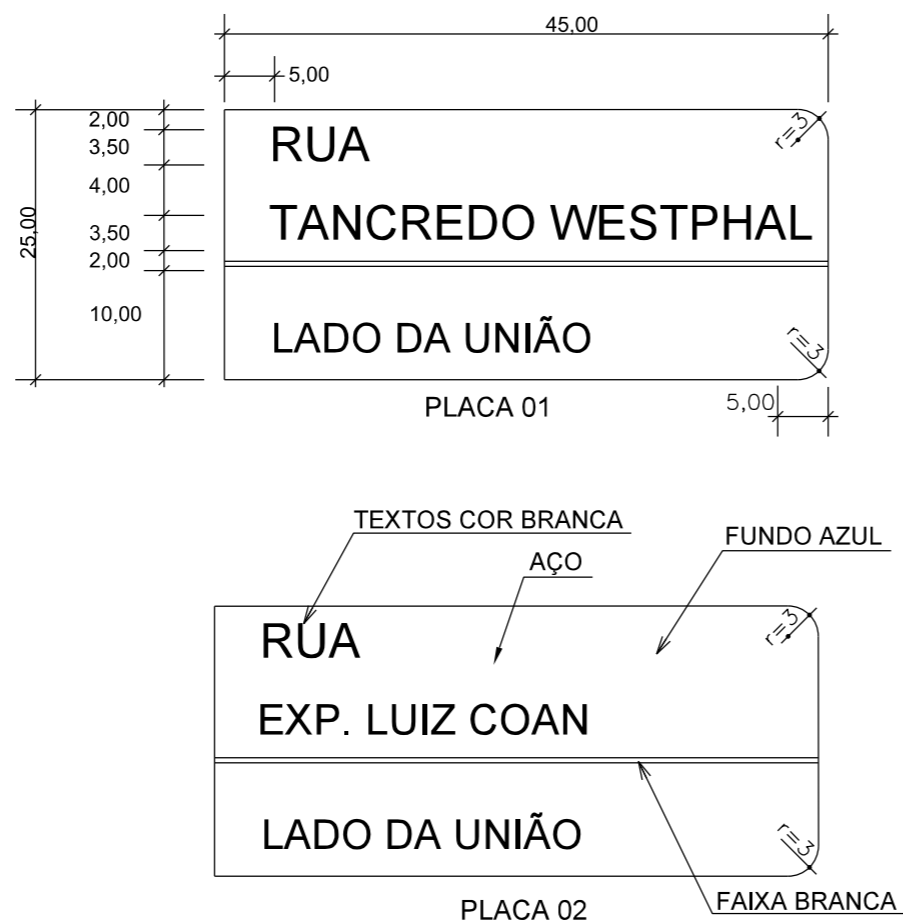 45,00
5,00
2,00
3,50
4,00
3,50
2,00
10,00
25,00
r=3
RUA
TANCREDO WESTPHAL
LADO DA UNIÃO
r=3
PLACA 01
5,00
TEXTOS COR BRANCA
FUNDO AZUL
AÇO
r=3
RUA
EXP. LUIZ COAN
LADO DA UNIÃO
r=3
FAIXA BRANCA
PLACA 02